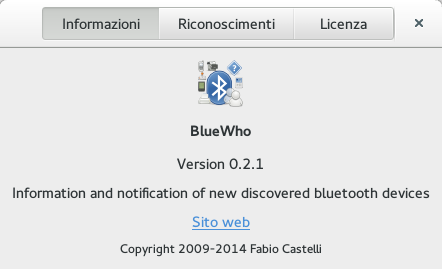 Informazioni Riconoscimenti Licenza
BlueWho
Version 0.2.1
Information and notification of new discovered bluetooth devices
Sito web
Copyright 2009-2014 Fabio Castelli